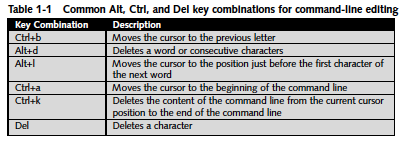 Table 1-1 Common Alt, Ctrl, and Del key combinations for command-line editing
Key Combination Description
Ctrl+b Moves the cursor to the previous letter
Alt+d Deletes a word or consecutive characters
Alt+l Moves the cursor to the position just before the first character of
the next word
Ctrl+a Moves the cursor to the beginning of the command line
Ctrl+k Deletes the content of the command line from the current cursor
position to the end of the command line
Del Deletes a character